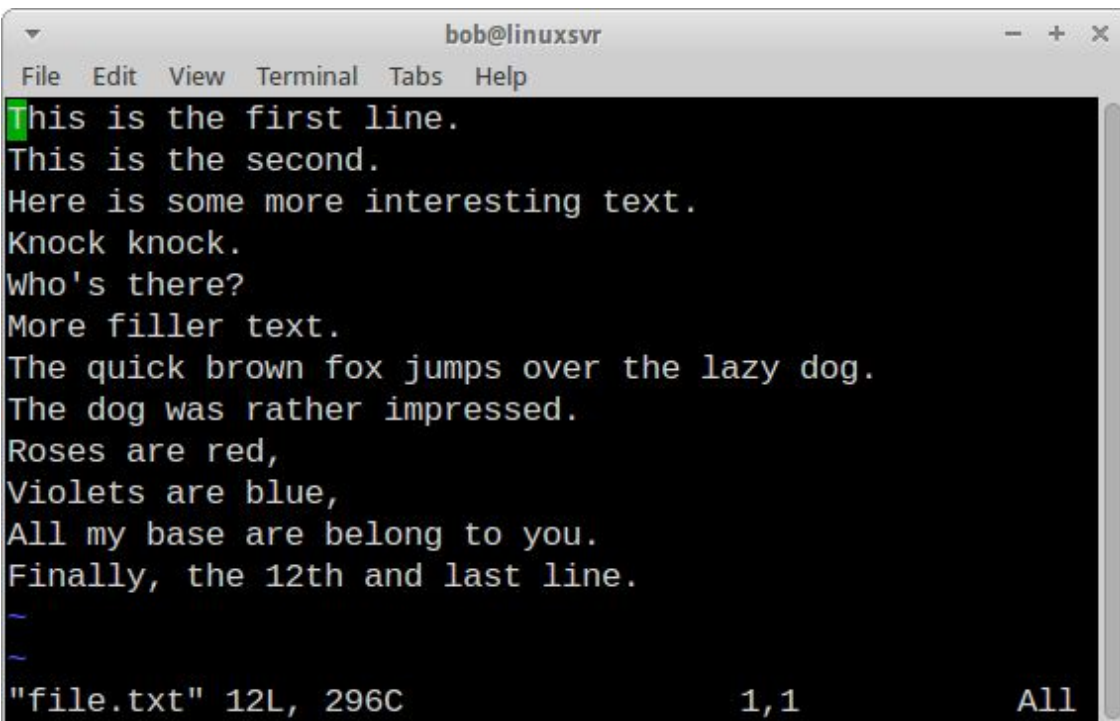 bob@linuxsvr
File Edit View Terminal Tabs Help
This is the first line.
This is the second.
Here is some more interesting text.
Knock knock.
Who's there?
More filler text.
The quick brown fox jumps over the lazy dog.
The dog was rather impressed.
Roses are red,
Violets are blue,
All my base are belong to you.
Finally, the 12th and last line.
~
~
"file.txt" 12L, 296C 1,1 All